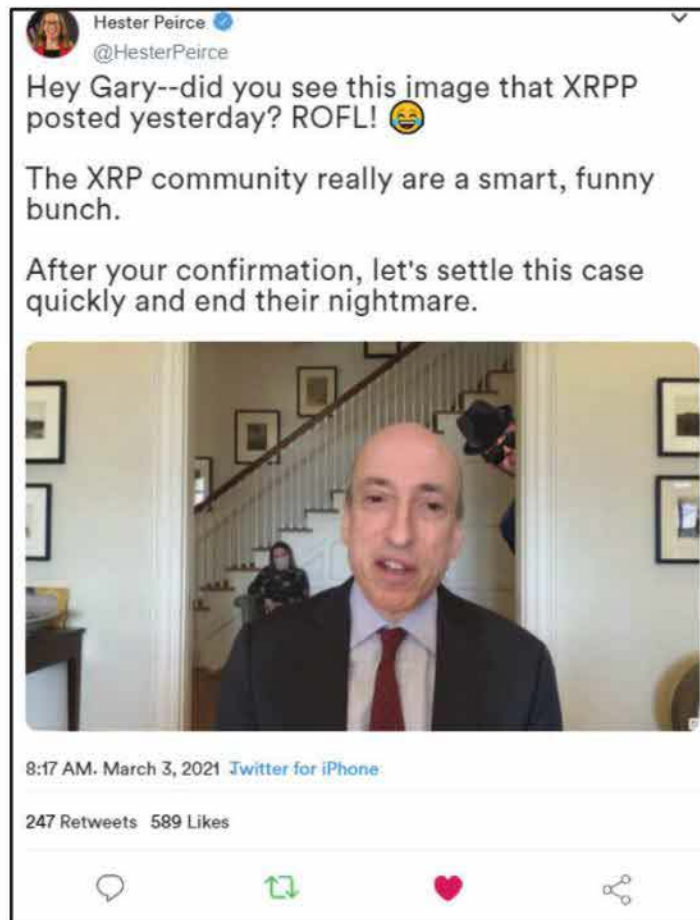 Hester Peirce
@HesterPeirce
Hey Gary--did you see this image that XRPP
posted yesterday? ROFL! 😂
The XRP community really are a smart, funny
bunch.
After your confirmation, let's settle this case
quickly and end their nightmare.
8:17 AM. March 3, 2021 Twitter for iPhone
247 Retweets 589 Likes